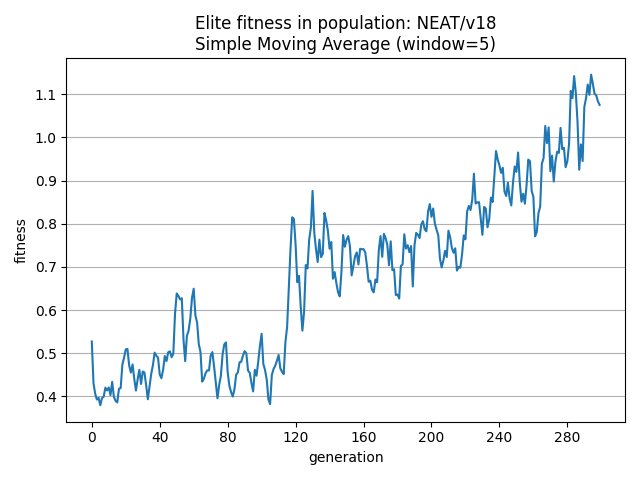 Elite fitness in population: NEAT/v18
Simple Moving Average (window=5)
1.1
1.0
0.9
0.8
0.7
0.6
0.5
0.4
fitness
0 40 80 120 160 200 240 280
generation